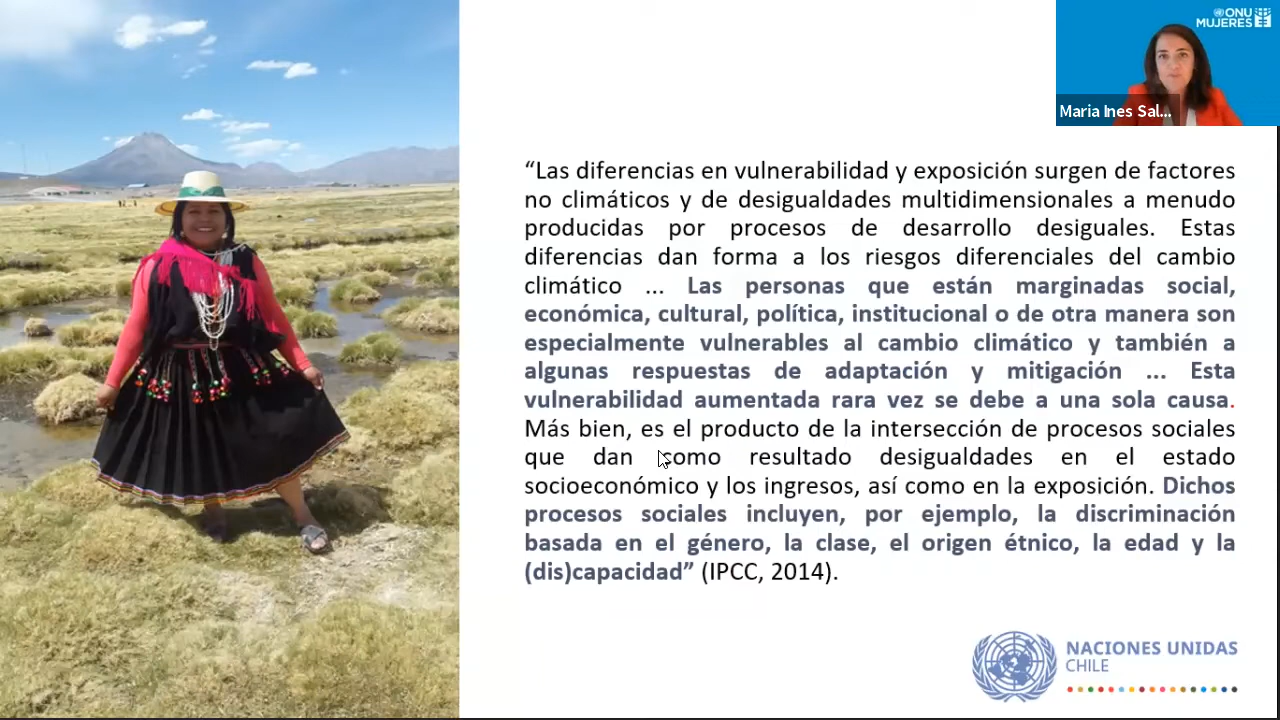 ONU
MUJERES
Maria Ines Sal...
“Las diferencias en vulnerabilidad y exposición surgen de factores
no climáticos y de desigualdades multidimensionales a menudo
producidas por procesos de desarrollo desiguales. Estas
diferencias dan forma a los riesgos diferenciales del cambio
climático ... Las personas que están marginadas social,
económica, cultural, política, institucional o de otra manera son
especialmente vulnerables al cambio climático y también a
algunas respuestas de adaptación y mitigación ... Esta
vulnerabilidad aumentada rara vez se debe a una sola causa.
Más bien, es el producto de la intersección de procesos sociales
que dan como resultado desigualdades en el estado
socioeconómico y los ingresos, así como en la exposición. Dichos
procesos sociales incluyen, por ejemplo, la discriminación
basada en el género, la clase, el origen étnico, la edad y la
(dis)capacidad” (IPCC, 2014).
NACIONES UNIDAS
CHILE